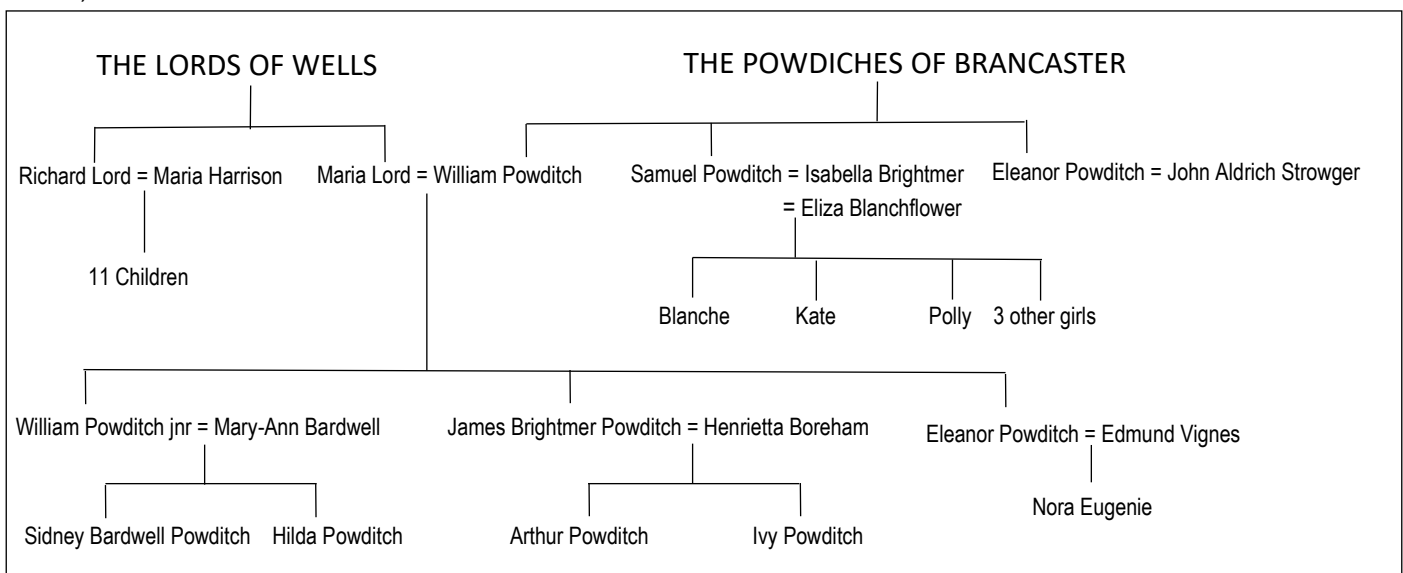 THE LORDS OF WELLS
THE POWDICHES OF BRANCASTER
Richard Lord = Maria Harrison
Maria Lord = William Powditch
Samuel Powditch = Isabella Brightmer
= Eliza Blanchflower
Eleanor Powditch = John Aldrich Strowger
11 Children
Blanche
Kate
Polly
3 other girls
William Powditch jnr = Mary-Ann Bardwell
James Brightmer Powditch = Henrietta Boreham
Eleanor Powditch = Edmund Vignes
Sidney Bardwell Powditch
Hilda Powditch
Arthur Powditch
Ivy Powditch
Nora Eugenie